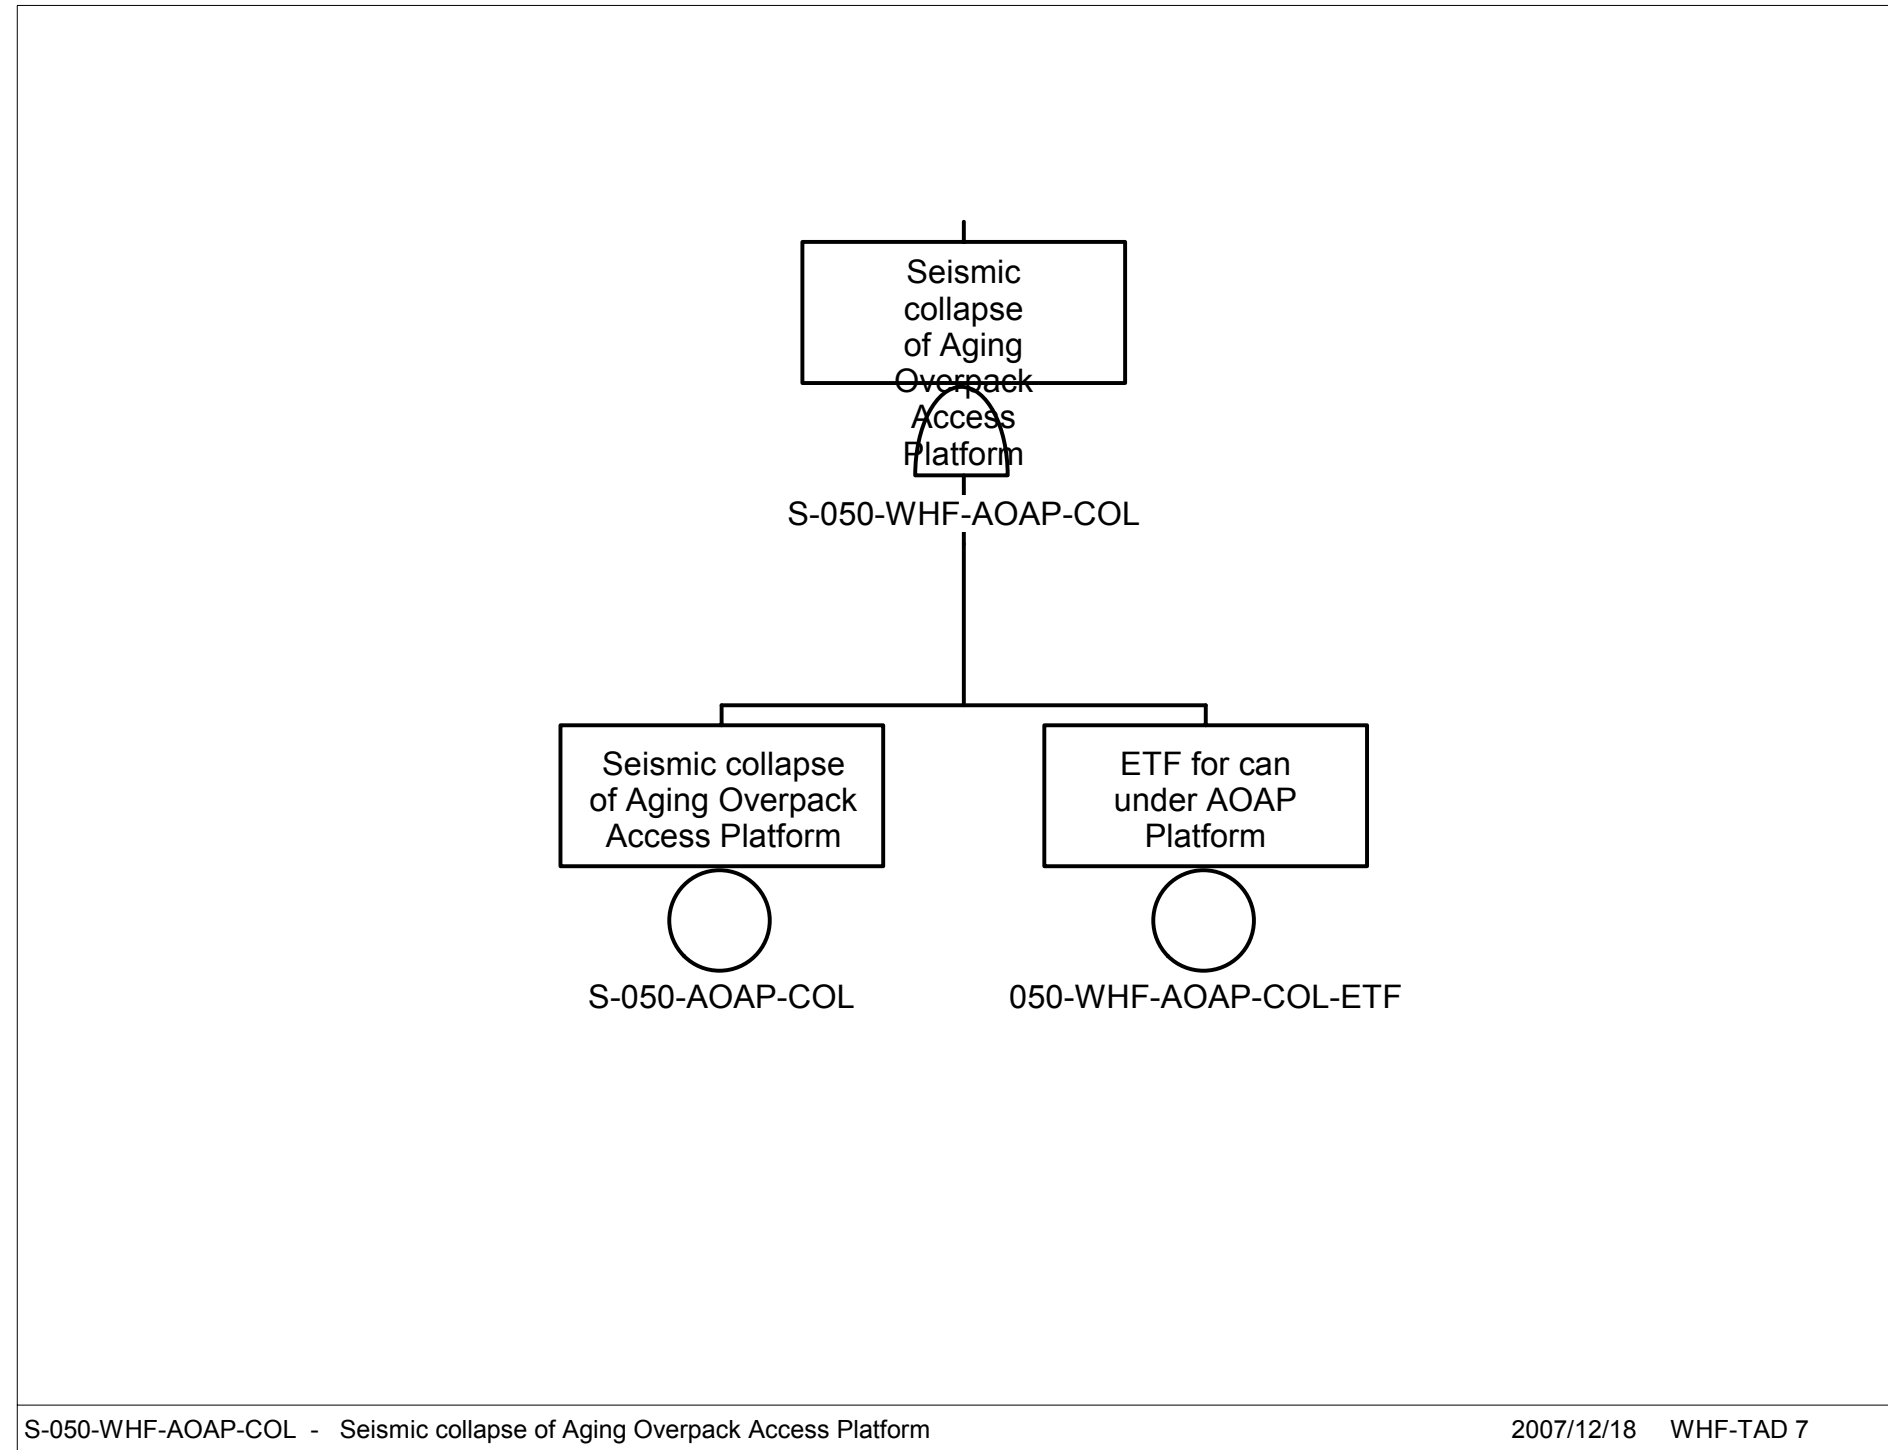 Seismic
collapse
of Aging
Overpack
Access
Platform
S-050-WHF-AOAP-COL
Seismic collapse
of Aging Overpack
Access Platform
S-050-AOAP-COL
ETF for can
under AOAP
Platform
050-WHF-AOAP-COL-ETF
S-050-WHF-AOAP-COL - Seismic collapse of Aging Overpack Access Platform 2007/12/18 WHF-TAD 7